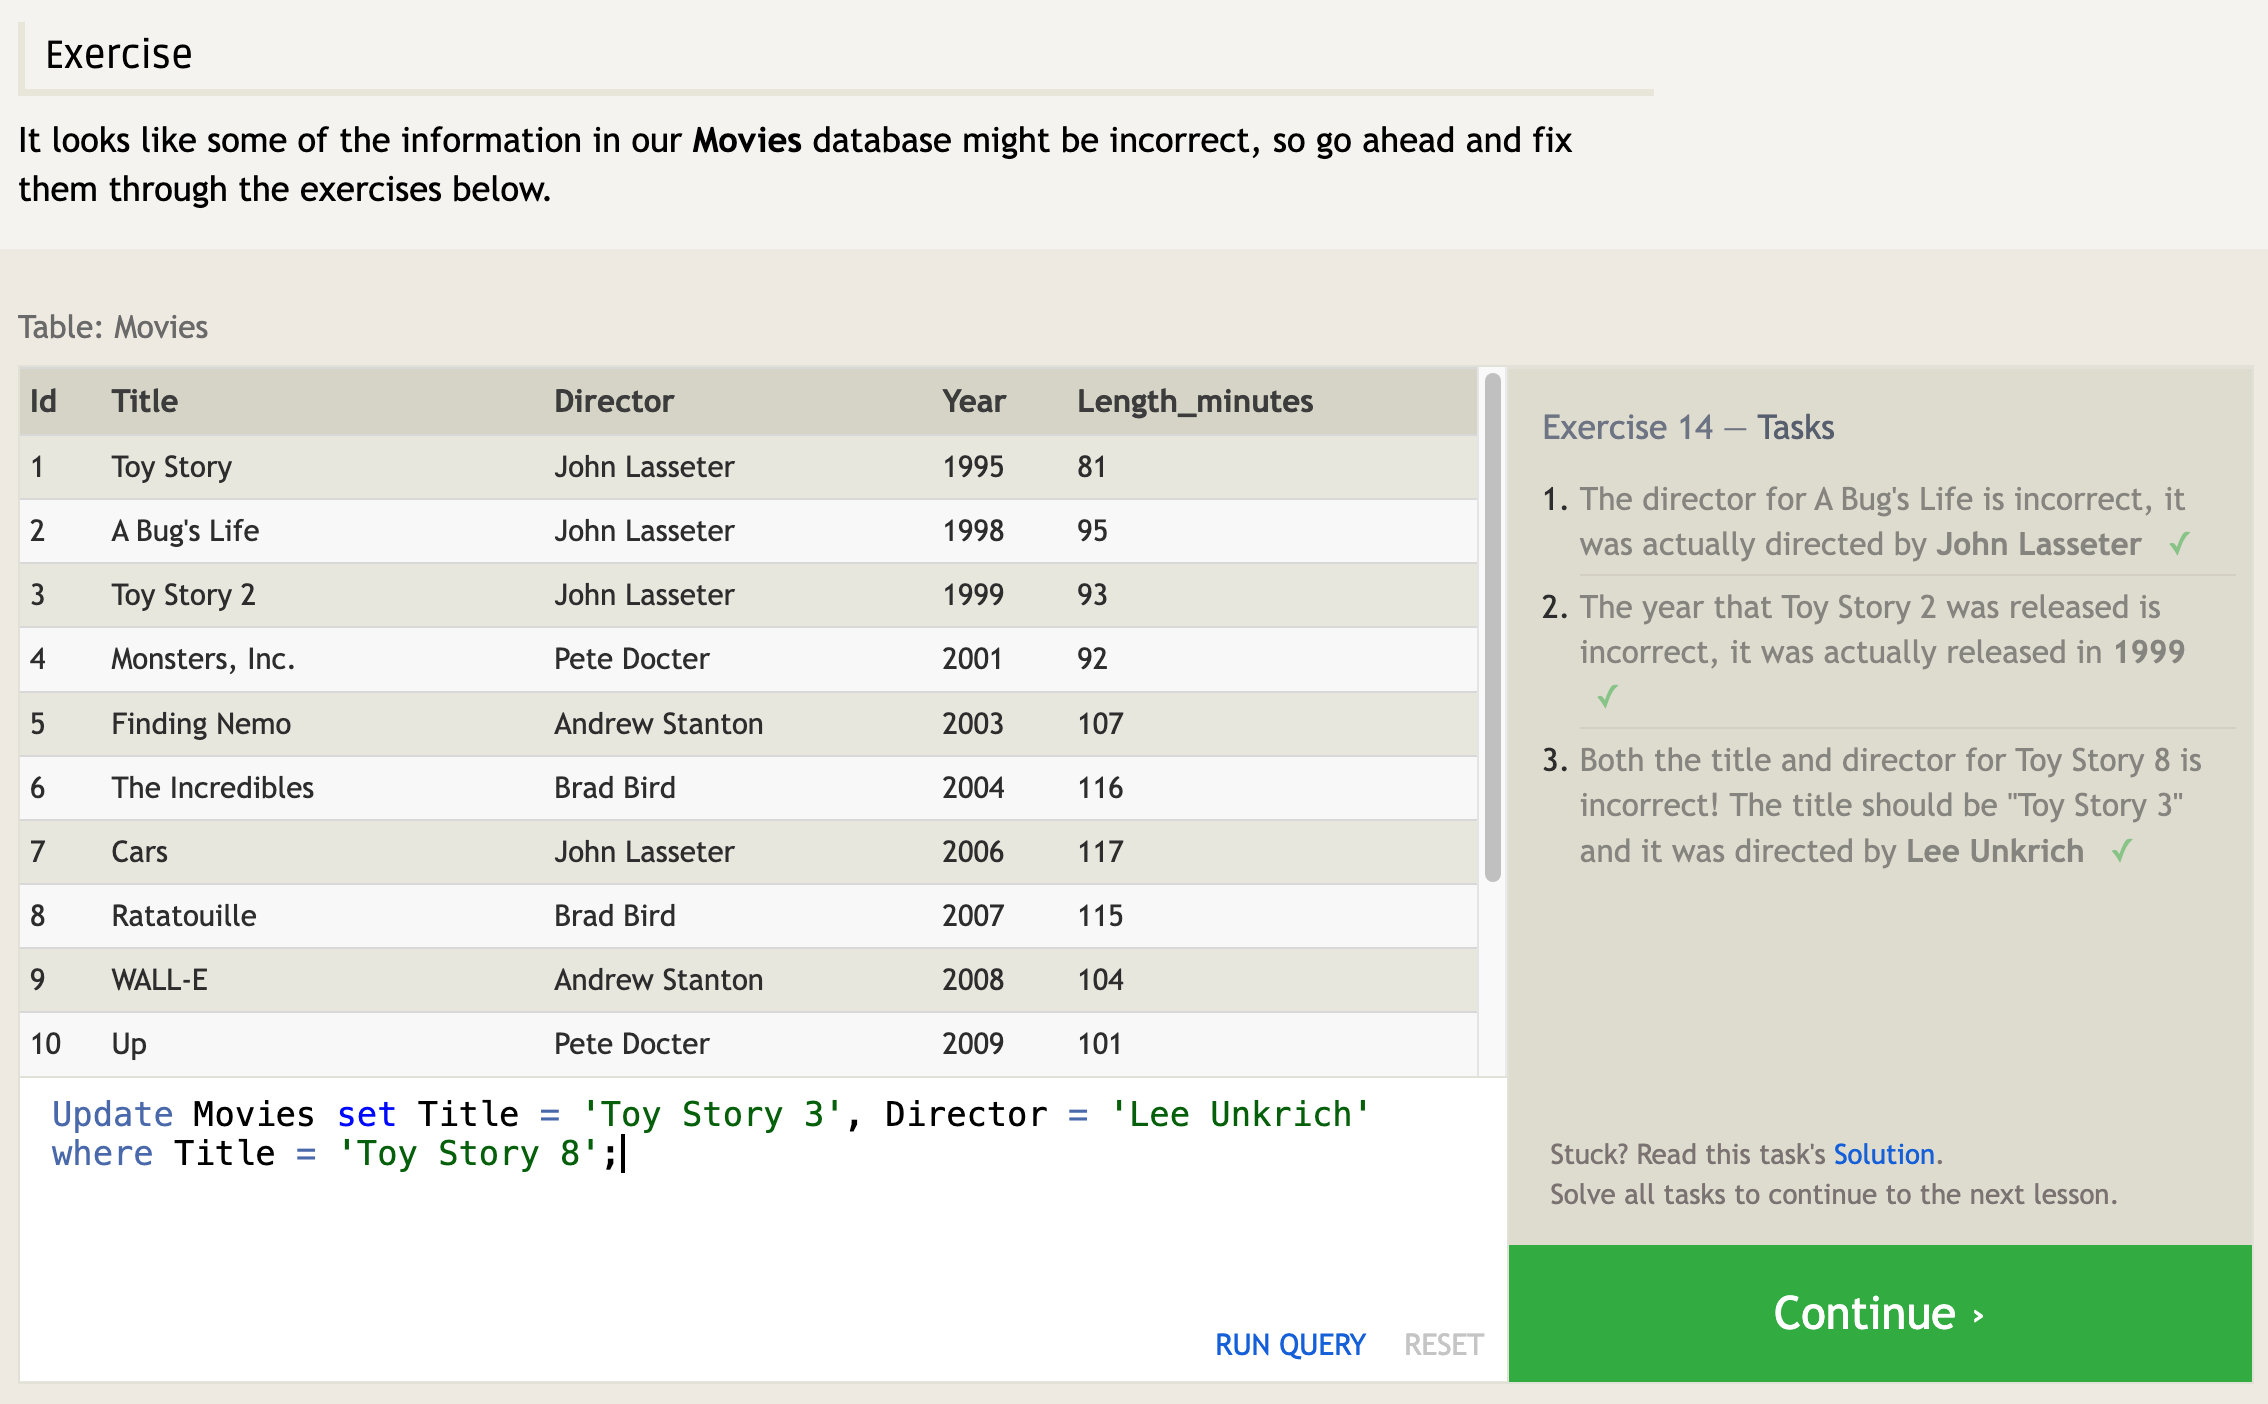 Exercise
It looks like some of the information in our Movies database might be incorrect, so go ahead and fix
them through the exercises below.
Table: Movies
Id Title Director Year Length_minutes
1 Toy Story John Lasseter 1995 81
2 A Bug's Life John Lasseter 1998 95
3 Toy Story 2 John Lasseter 1999 93
4 Monsters, Inc. Pete Docter 2001 92
5 Finding Nemo Andrew Stanton 2003 107
6 The Incredibles Brad Bird 2004 116
7 Cars John Lasseter 2006 117
8 Ratatouille Brad Bird 2007 115
9 WALL-E Andrew Stanton 2008 104
10 Up Pete Docter 2009 101
Update Movies set Title = 'Toy Story 3', Director = 'Lee Unkrich'
where Title = 'Toy Story 8';
RUN QUERY RESET
Exercise 14 — Tasks
1. The director for A Bug's Life is incorrect, it
was actually directed by John Lasseter ✓
2. The year that Toy Story 2 was released is
incorrect, it was actually released in 1999
✓
3. Both the title and director for Toy Story 8 is
incorrect! The title should be "Toy Story 3"
and it was directed by Lee Unkrich ✓
Stuck? Read this task's Solution.
Solve all tasks to continue to the next lesson.
Continue ›